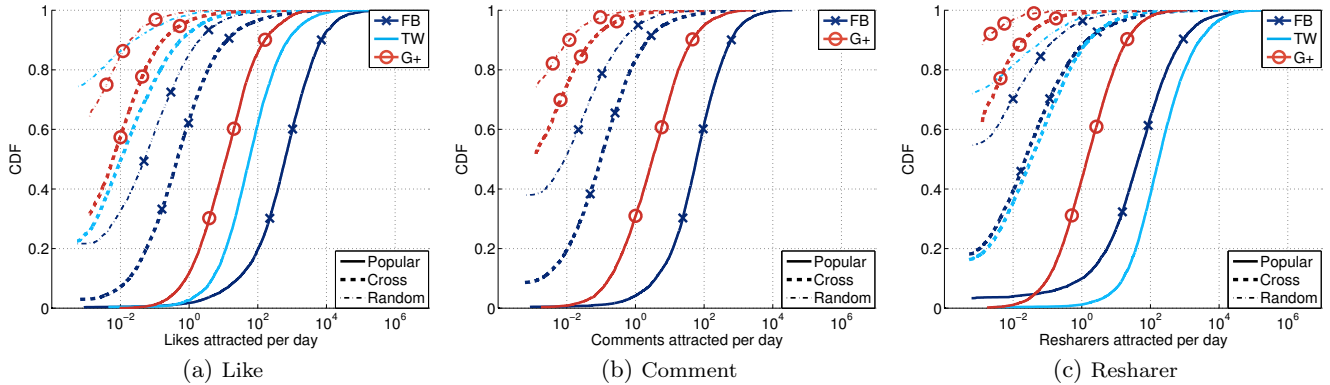 1
0.8
0.6
0.4
0.2
0
CDF
10^-2 10^0 10^2 10^4 10^6
Likes attracted per day
FB
TW
G+
Popular
Cross
Random
(a) Like
1
0.8
0.6
0.4
0.2
0
CDF
10^-2 10^0 10^2 10^4 10^6
Comments attracted per day
FB
G+
Popular
Cross
Random
(b) Comment
1
0.8
0.6
0.4
0.2
0
CDF
10^-2 10^0 10^2 10^4 10^6
Resharers attracted per day
FB
TW
G+
Popular
Cross
Random
(c) Resharer